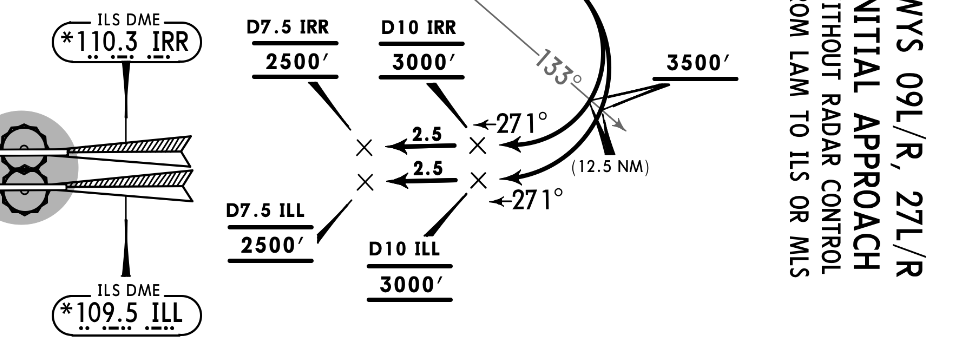 ILS DME
*110.3 IRR
D7.5 IRR
2500′
D10 IRR
3000′
133°
3500′
←271°
2.5
(12.5 NM)
2.5
←271°
D7.5 ILL
2500′
D10 ILL
3000′
ILS DME
*109.5 ILL
WYS 09L/R, 27L/R
NITIAL APPROACH
ITHOUT RADAR CONTROL
ROM LAM TO ILS OR MLS